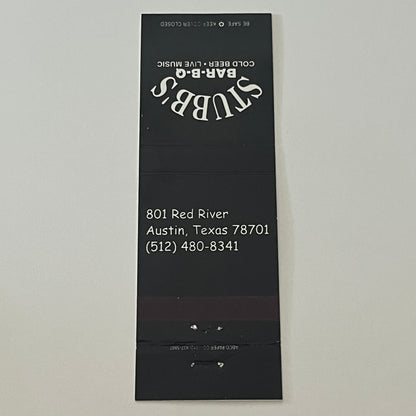 BE SAFE ✪ KEEP COVER CLOSED
STUBB'S
BAR-B-Q
COLD BEER • LIVE MUSIC
801 Red River
Austin, Texas 78701
(512) 480-8341